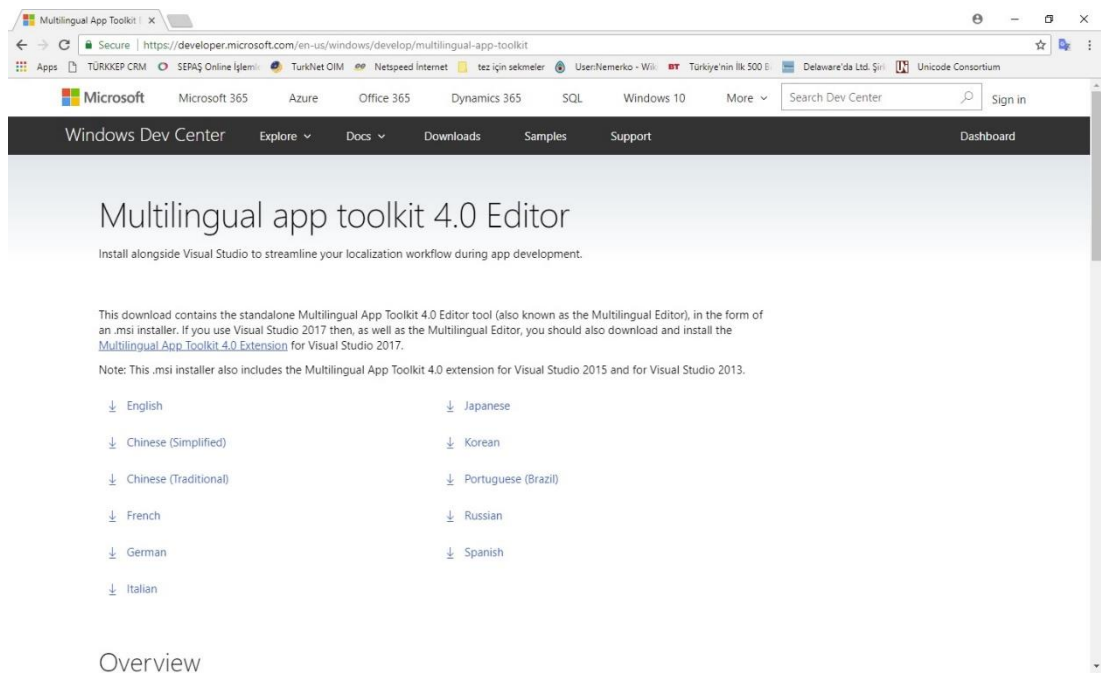 Multilingual App Toolkit |
Secure | https://developer.microsoft.com/en-us/windows/develop/multilingual-app-toolkit
Apps TÜRKKEP CRM SEPAŞ Online İşlemle TurkNet OIM Netspeed İnternet tez için sekmeler User:Nemerko - Wiki Türkiye'nin İlk 500 B Delaware'da Ltd. Şirk Unicode Consortium
Microsoft Microsoft 365 Azure Office 365 Dynamics 365 SQL Windows 10 More Search Dev Center Sign in
Windows Dev Center Explore Docs Downloads Samples Support Dashboard
Multilingual app toolkit 4.0 Editor
Install alongside Visual Studio to streamline your localization workflow during app development.
This download contains the standalone Multilingual App Toolkit 4.0 Editor tool (also known as the Multilingual Editor), in the form of
an .msi installer. If you use Visual Studio 2017 then, as well as the Multilingual Editor, you should also download and install the
Multilingual App Toolkit 4.0 Extension for Visual Studio 2017.
Note: This .msi installer also includes the Multilingual App Toolkit 4.0 extension for Visual Studio 2015 and for Visual Studio 2013.
English
Chinese (Simplified)
Chinese (Traditional)
French
German
Italian
Japanese
Korean
Portuguese (Brazil)
Russian
Spanish
Overview